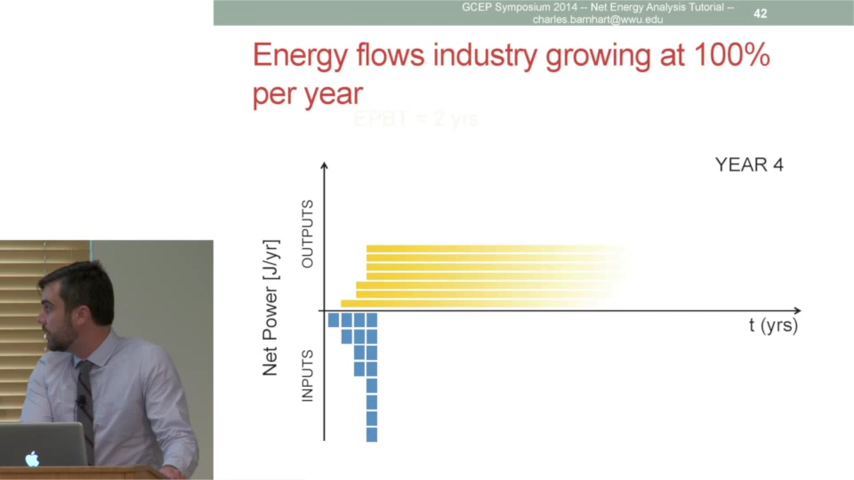 GCEP Symposium 2014 -- Net Energy Analysis Tutorial --
charles.barnhart@wwu.edu
42
Energy flows industry growing at 100%
per year
EPBT = 2 yrs
YEAR 4
OUTPUTS
Net Power [J/yr]
INPUTS
t (yrs)